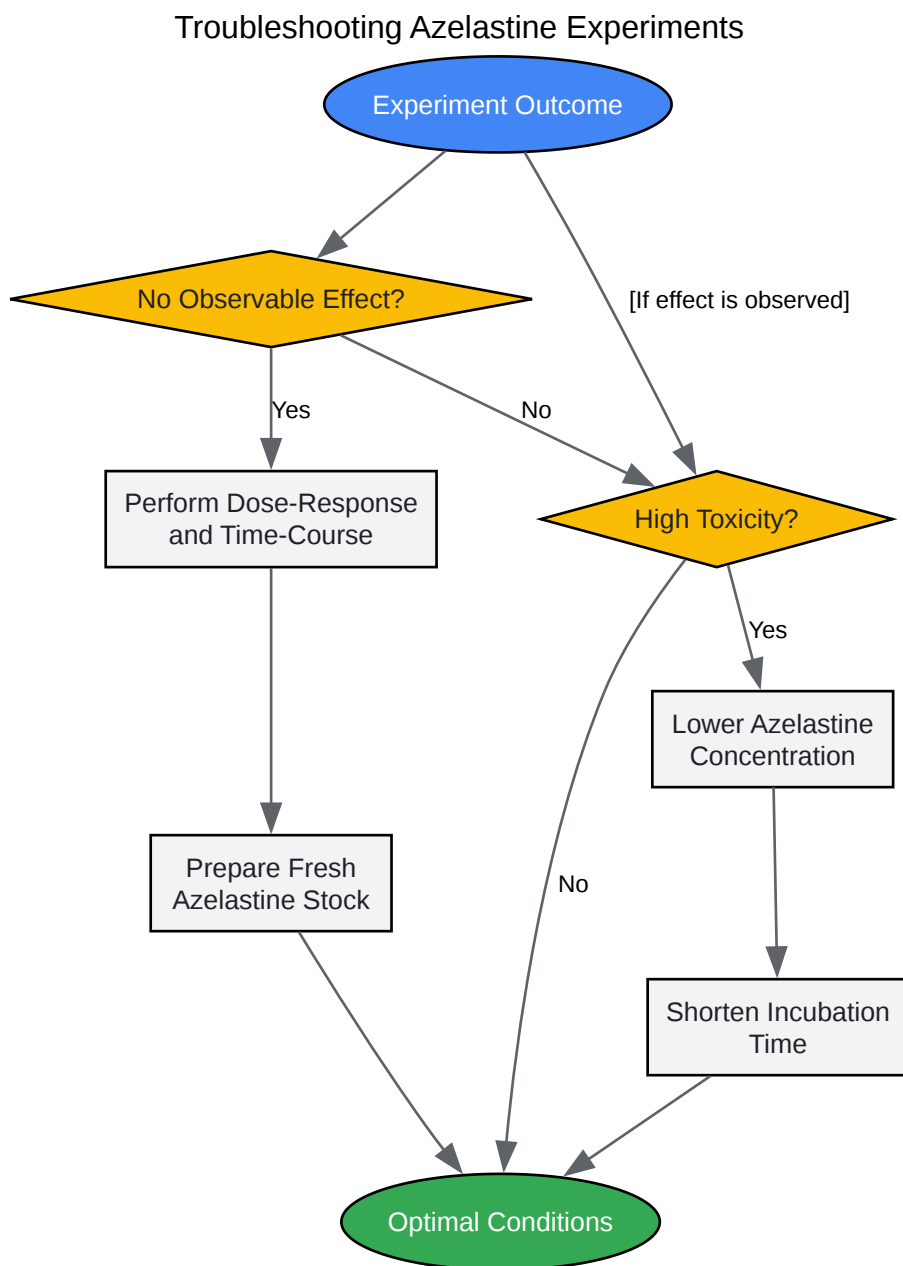 Troubleshooting Azelastine Experiments
Experiment Outcome
No Observable Effect?
[If effect is observed]
Yes
No
Perform Dose-Response
and Time-Course
High Toxicity?
Yes
Lower Azelastine
Concentration
Prepare Fresh
Azelastine Stock
No
Shorten Incubation
Time
Optimal Conditions